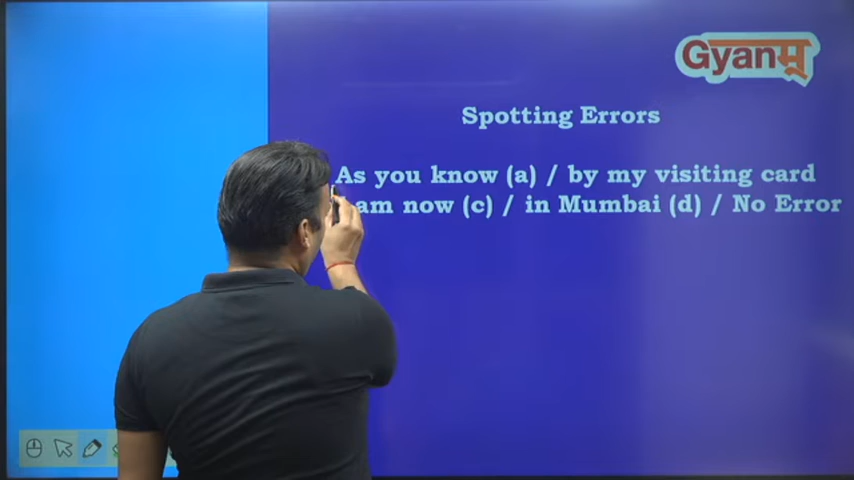 Gyanम्
Spotting Errors
As you know (a) / by my visiting card
am now (c) / in Mumbai (d) / No Error